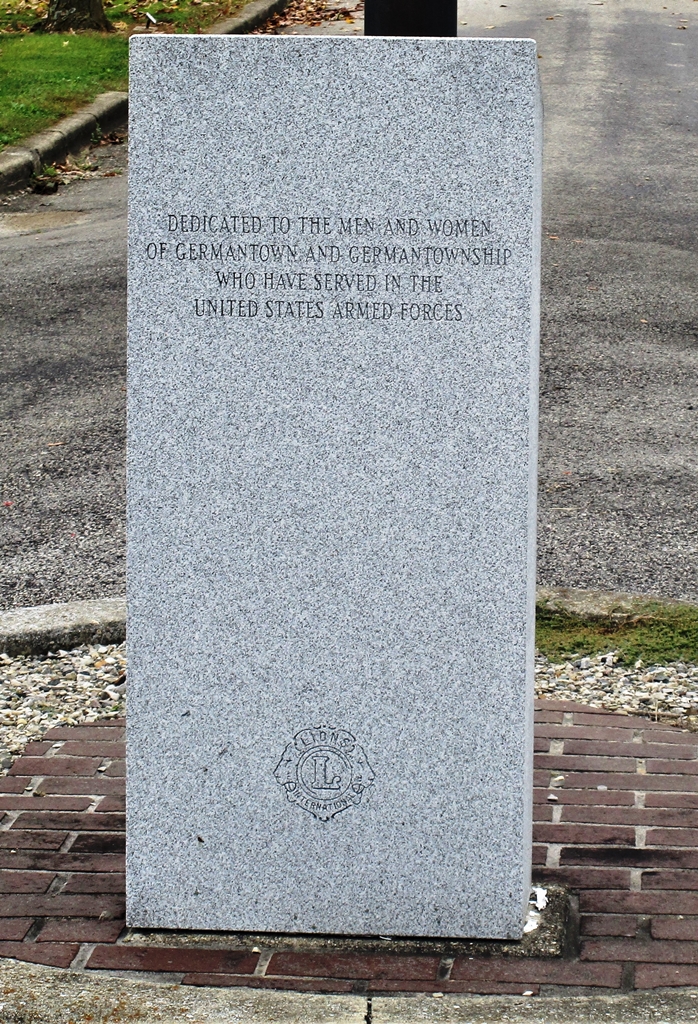 DEDICATED TO THE MEN AND WOMEN
OF GERMANTOWN AND GERMANTOWNSHIP
WHO HAVE SERVED IN THE
UNITED STATES ARMED FORCES
LIONS
L
INTERNATIONAL